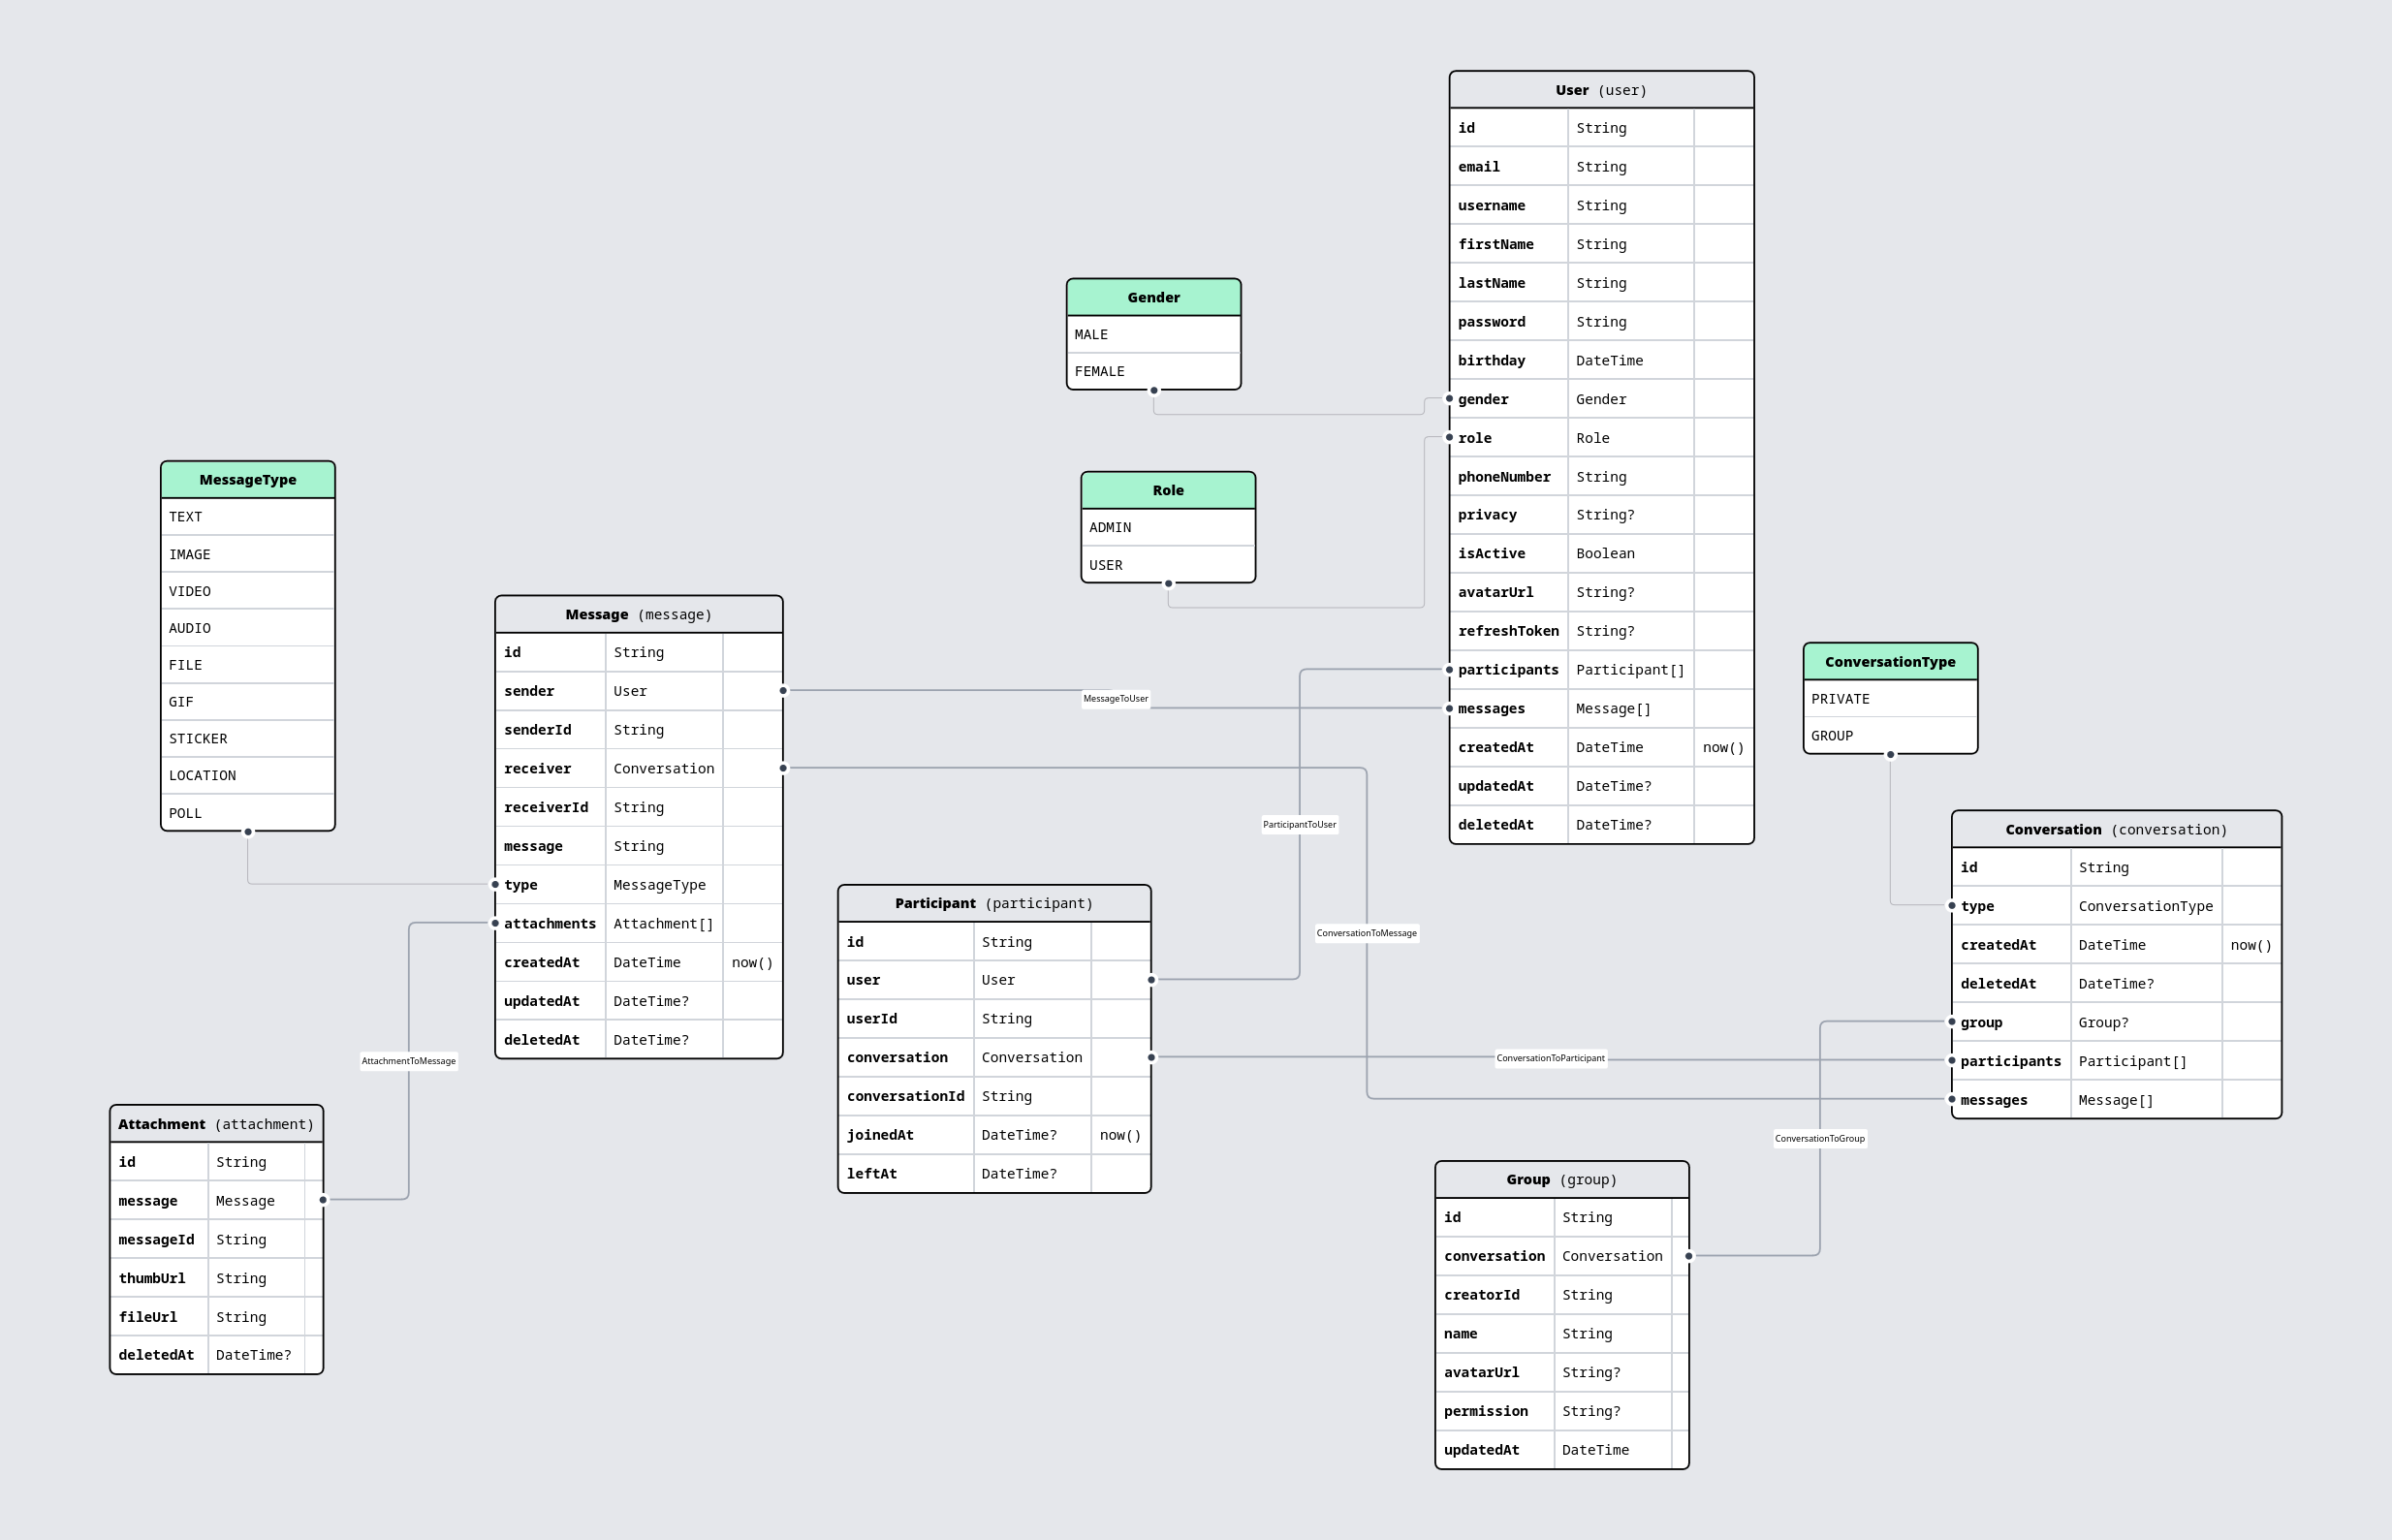 User (user)
id String
email String
username String
firstName String
lastName String
password String
birthday DateTime
gender Gender
role Role
phoneNumber String
privacy String?
isActive Boolean
avatarUrl String?
refreshToken String?
participants Participant[]
messages Message[]
createdAt DateTime now()
updatedAt DateTime?
deletedAt DateTime?
Gender
MALE
FEMALE
Role
ADMIN
USER
MessageType
TEXT
IMAGE
VIDEO
AUDIO
FILE
GIF
STICKER
LOCATION
POLL
Message (message)
id String
sender User
senderId String
receiver Conversation
receiverId String
message String
type MessageType
attachments Attachment[]
createdAt DateTime now()
updatedAt DateTime?
deletedAt DateTime?
MessageToUser
ParticipantToUser
ConversationToMessage
ConversationType
PRIVATE
GROUP
Conversation (conversation)
id String
type ConversationType
createdAt DateTime now()
deletedAt DateTime?
group Group?
participants Participant[]
messages Message[]
Participant (participant)
id String
user User
userId String
conversation Conversation
conversationId String
joinedAt DateTime? now()
leftAt DateTime?
ConversationToParticipant
AttachmentToMessage
ConversationToGroup
Attachment (attachment)
id String
message Message
messageId String
thumbUrl String
fileUrl String
deletedAt DateTime?
Group (group)
id String
conversation Conversation
creatorId String
name String
avatarUrl String?
permission String?
updatedAt DateTime